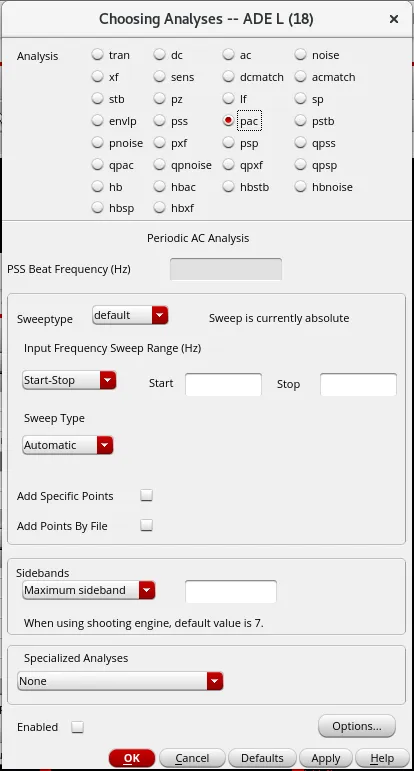 Choosing Analyses -- ADE L (18)
Analysis tran dc ac noise
xf sens dcmatch acmatch
stb pz lf sp
envlp pss pac pstb
pnoise pxf psp qpss
qpac qpnoise qpxf qpsp
hb hbac hbstb hbnoise
hbsp hbxf
Periodic AC Analysis
PSS Beat Frequency (Hz)
Sweeptype default Sweep is currently absolute
Input Frequency Sweep Range (Hz)
Start-Stop Start Stop
Sweep Type
Automatic
Add Specific Points
Add Points By File
Sidebands
Maximum sideband
When using shooting engine, default value is 7.
Specialized Analyses
None
Enabled Options...
OK Cancel Defaults Apply Help